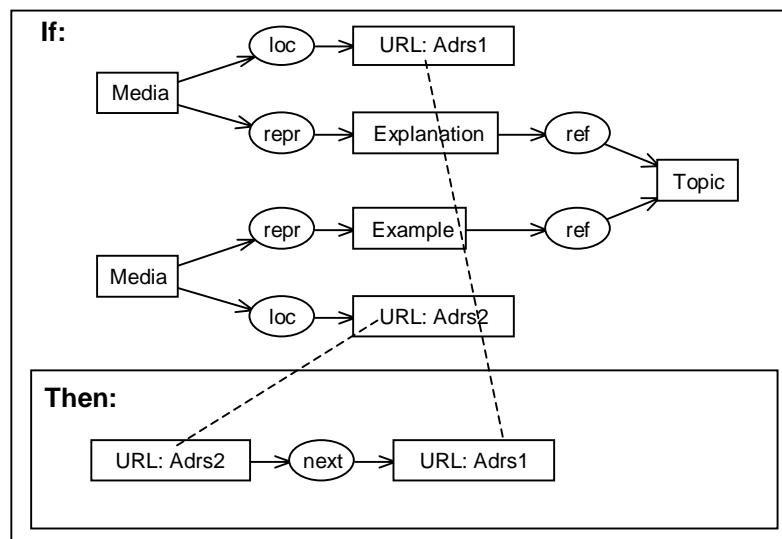 If:
loc
URL: Adrs1
Media
repr
Explanation
ref
Topic
repr
Example
ref
Media
loc
URL: Adrs2
Then:
URL: Adrs2
next
URL: Adrs1